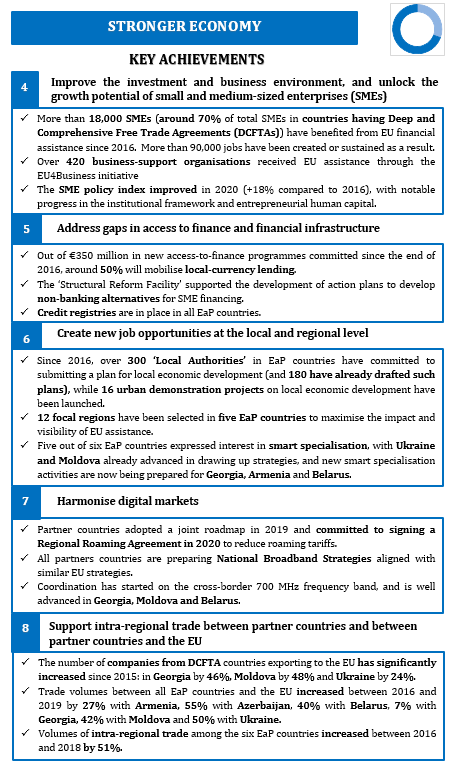 STRONGER ECONOMY
KEY ACHIEVEMENTS
4
Improve the investment and business environment, and unlock the
growth potential of small and medium-sized enterprises (SMEs)
✓ More than 18,000 SMEs (around 70% of total SMEs in countries having Deep and
Comprehensive Free Trade Agreements (DCFTAs)) have benefited from EU financial
assistance since 2016. More than 90,000 jobs have been created or sustained as a result.
✓ Over 420 business-support organisations received EU assistance through the
EU4Business initiative
✓ The SME policy index improved in 2020 (+18% compared to 2016), with notable
progress in the institutional framework and entrepreneurial human capital.
5
Address gaps in access to finance and financial infrastructure
✓ Out of €350 million in new access-to-finance programmes committed since the end of
2016, around 50% will mobilise local-currency lending.
✓ The ‘Structural Reform Facility’ supported the development of action plans to develop
non-banking alternatives for SME financing.
✓ Credit registries are in place in all EaP countries.
6
Create new job opportunities at the local and regional level
✓ Since 2016, over 300 ‘Local Authorities’ in EaP countries have committed to
submitting a plan for local economic development (and 180 have already drafted such
plans), while 16 urban demonstration projects on local economic development have
been launched.
✓ 12 focal regions have been selected in five EaP countries to maximise the impact and
visibility of EU assistance.
✓ Five out of six EaP countries expressed interest in smart specialisation, with Ukraine
and Moldova already advanced in drawing up strategies, and new smart specialisation
activities are now being prepared for Georgia, Armenia and Belarus.
7
Harmonise digital markets
✓ Partner countries adopted a joint roadmap in 2019 and committed to signing a
Regional Roaming Agreement in 2020 to reduce roaming tariffs.
✓ All partners countries are preparing National Broadband Strategies aligned with
similar EU strategies.
✓ Coordination has started on the cross-border 700 MHz frequency band, and is well
advanced in Georgia, Moldova and Belarus.
8
Support intra-regional trade between partner countries and between
partner countries and the EU
✓ The number of companies from DCFTA countries exporting to the EU has significantly
increased since 2015: in Georgia by 46%, Moldova by 48% and Ukraine by 24%.
✓ Trade volumes between all EaP countries and the EU increased between 2016 and
2019 by 27% with Armenia, 55% with Azerbaijan, 40% with Belarus, 7% with
Georgia, 42% with Moldova and 50% with Ukraine.
✓ Volumes of intra-regional trade among the six EaP countries increased between 2016
and 2018 by 51%.